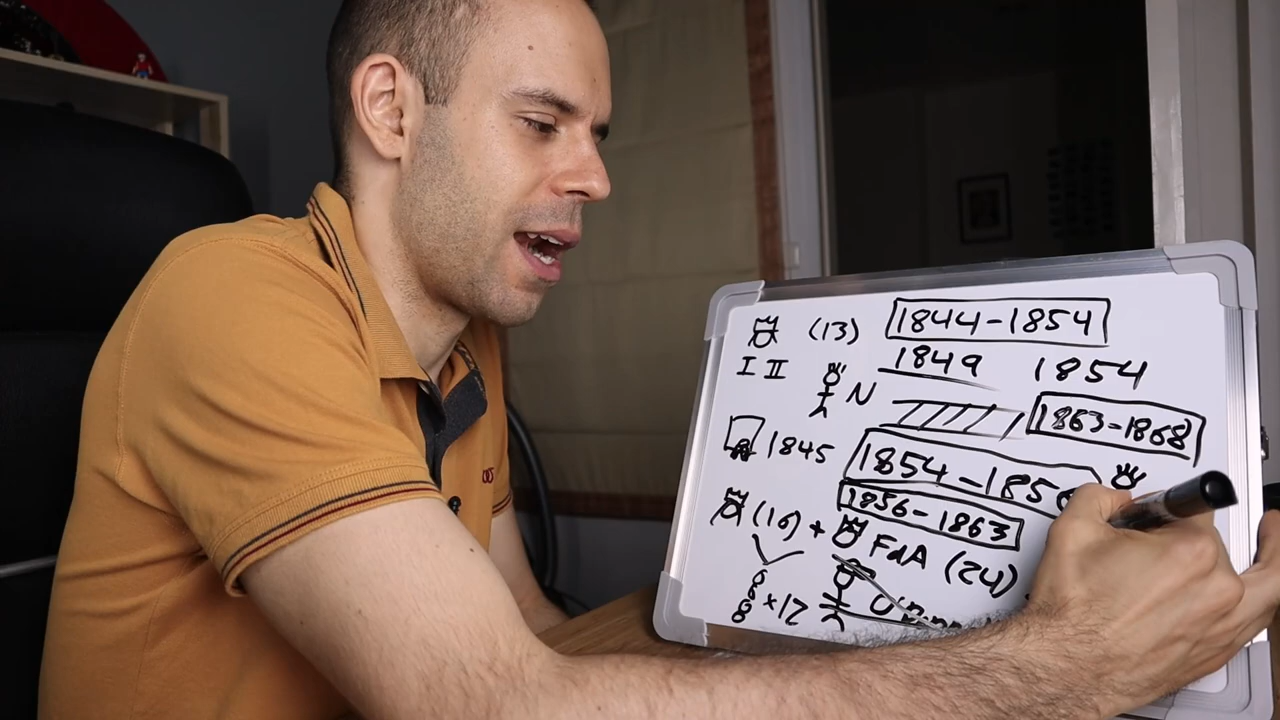 (13) 1844-1854
I II 1849 1854
N
1863-1868
1845 1854-185
1856-1863
(16) + FdA (24)
x12